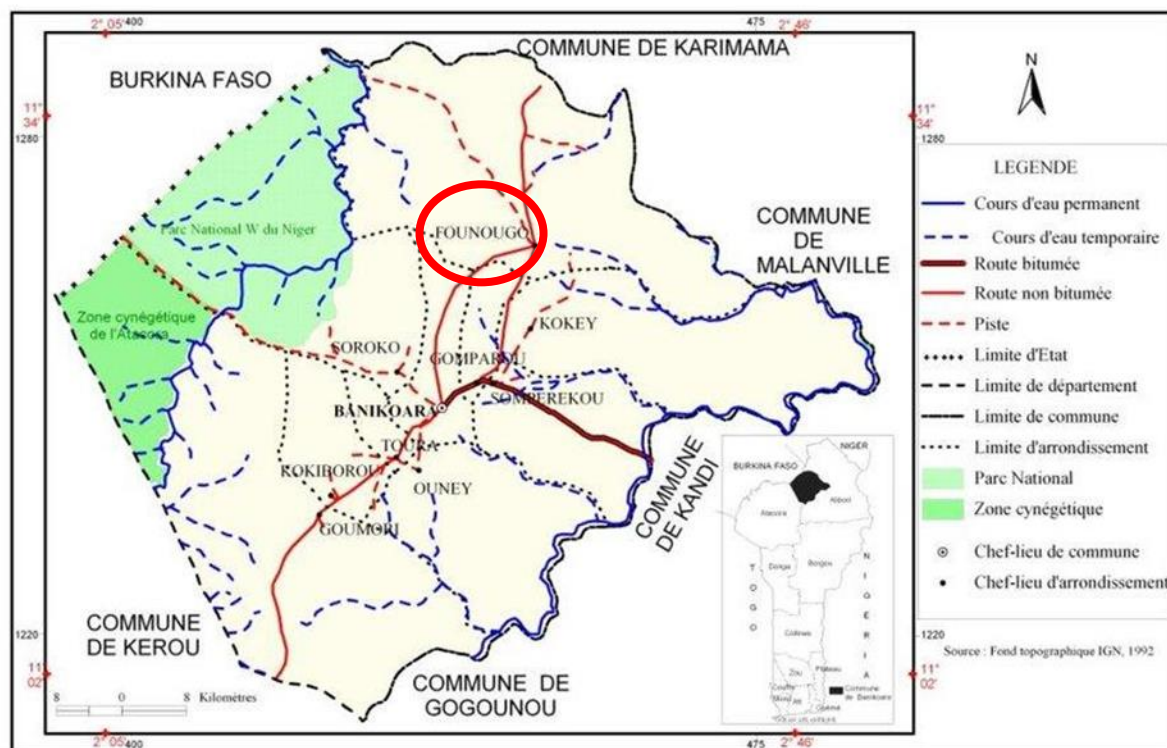 400
475
2° 05'
2° 46'
COMMUNE DE KARIMAMA
BURKINA FASO
11°
34'
1280
11°
34'
1280
N
LEGENDE
Cours d'eau permanent
Cours d'eau temporaire
Route bitumée
Route non bitumée
Piste
Limite d'Etat
Limite de département
Limite de commune
Limite d'arrondissement
Parc National
Zone cynégétique
Chef-lieu de commune
Chef-lieu d'arrondissement
Source : Fond topographique IGN, 1992
FOUNOUGO
Parc National W du Niger
COMMUNE
DE
MALANVILLE
Zone cynégétique
de l'Atacora
KOKEY
SOROKO
GOMPAROU
SOMPEREKOU
BANIKOARA
TOURA
KOKIBOROU
OUNEY
GOUMORI
COMMUNE
DE KANDI
COMMUNE
DE KEROU
COMMUNE DE
GOGOUNOU
1220
11°
02'
1220
11°
02'
8 0 8 Kilomètres
NIGER
BURKINA FASO
Alibori
Atacora
Donga
Borgou
TOGO
NIGERIA
Collines
Zou
Plateau
Commune
de Banikoara
2° 05'
400
475
2° 46'